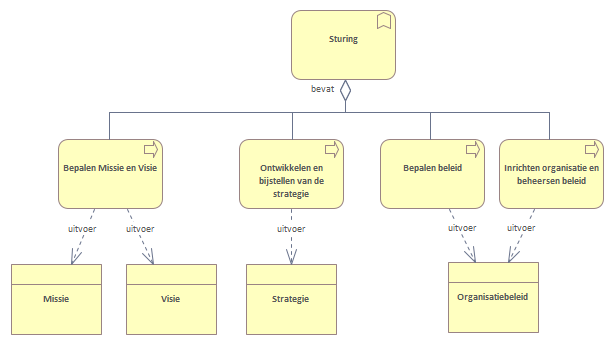 Sturing
bevat
Bepalen Missie en Visie
Ontwikkelen en
bijstellen van de
strategie
Bepalen beleid
Inrichten organisatie en
beheersen beleid
uitvoer
uitvoer
uitvoer
uitvoer
uitvoer
Missie
Visie
Strategie
Organisatiebeleid